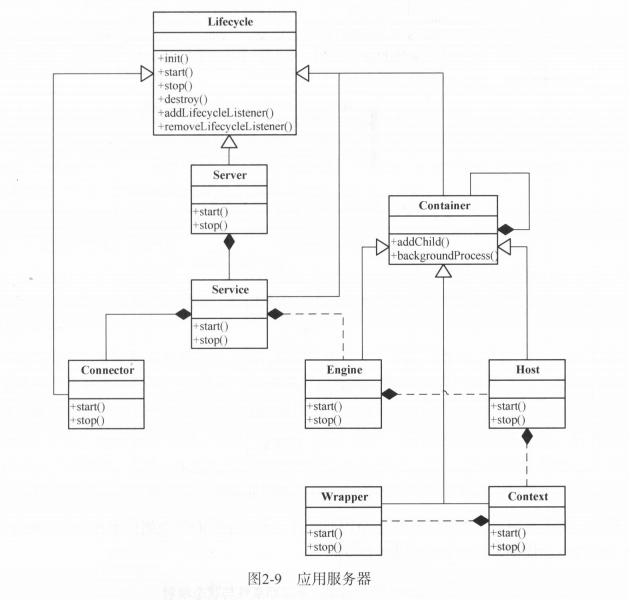 Lifecycle
+init()
+start()
+stop()
+destroy()
+addLifecycleListener()
+removeLifecycleListener()
Server
+start()
+stop()
Container
+addChild()
+backgroundProcess()
Service
+start()
+stop()
Connector
+start()
+stop()
Engine
+start()
+stop()
Host
+start()
+stop()
Wrapper
+start()
+stop()
Context
+start()
+stop()
图2-9 应用服务器